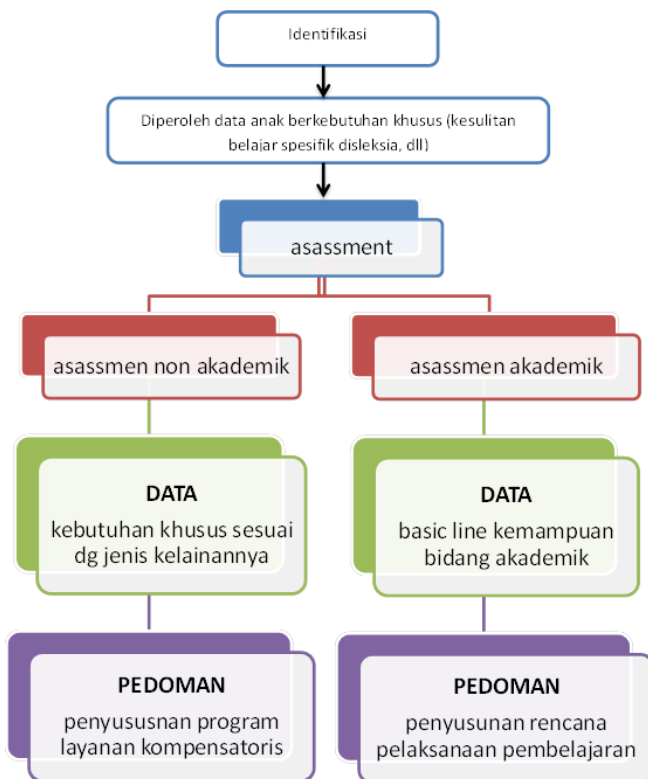 Identifikasi
Diperoleh data anak berkebutuhan khusus (kesulitan
belajar spesifik disleksia, dll)
asassment
asassmen non akademik
asassmen akademik
DATA
kebutuhan khusus sesuai
dg jenis kelainannya
DATA
basic line kemampuan
bidang akademik
PEDOMAN
penyususnan program
layanan kompensatoris
PEDOMAN
penyusunan rencana
pelaksanaan pembelajaran